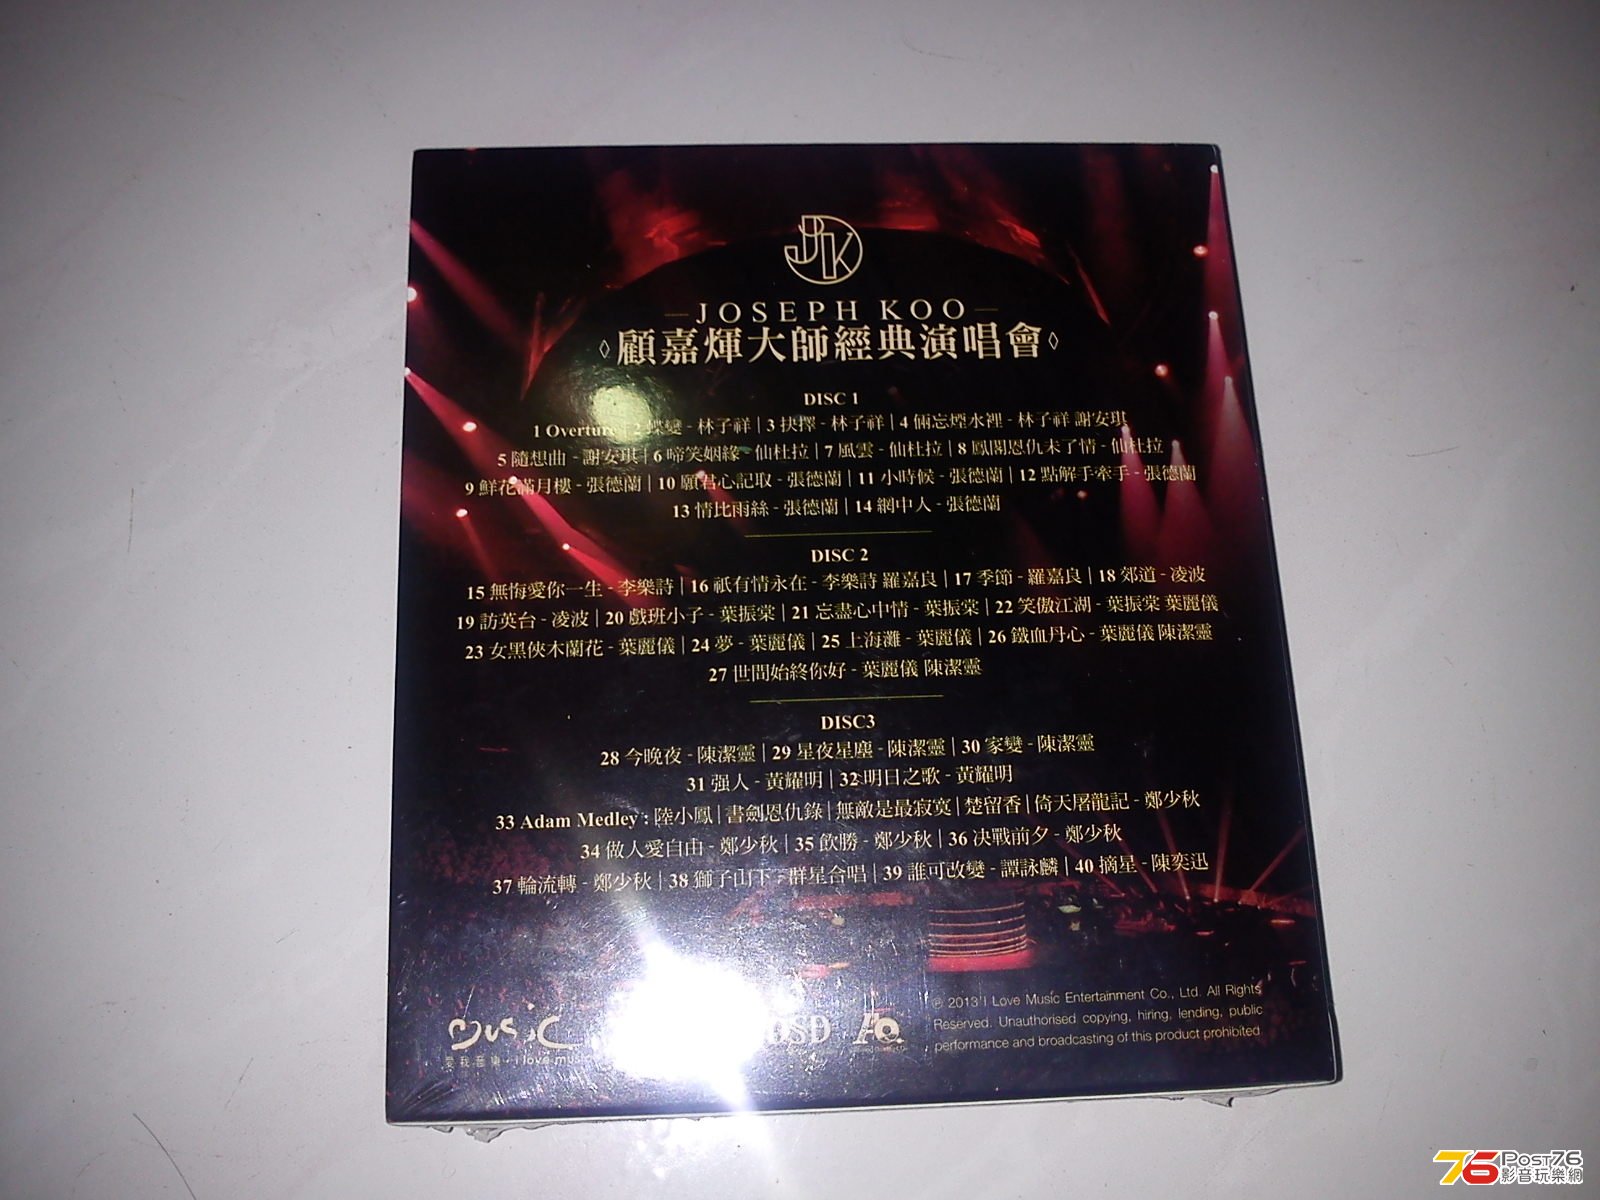 JK
JOSEPH KOO
顧嘉煇大師經典演唱會
DISC 1
1 Overture | 2 蝶變 - 林子祥 | 3 抉擇 - 林子祥 | 4 倆忘煙水裡 - 林子祥 謝安琪
5 隨想曲 - 謝安琪 | 6 啼笑姻緣 - 仙杜拉 | 7 風雲 - 仙杜拉 | 8 鳳閣恩仇未了情 - 仙杜拉
9 鮮花滿月樓 - 張德蘭 | 10 願君心記取 - 張德蘭 | 11 小時候 - 張德蘭 | 12 點解手牽手 - 張德蘭
13 情比雨絲 - 張德蘭 | 14 網中人 - 張德蘭
DISC 2
15 無悔愛你一生 - 李樂詩 | 16 祇有情永在 - 李樂詩 羅嘉良 | 17 季節 - 羅嘉良 | 18 郊道 - 凌波
19 訪英台 - 凌波 | 20 戲班小子 - 葉振棠 | 21 忘盡心中情 - 葉振棠 | 22 笑傲江湖 - 葉振棠 葉麗儀
23 女黑俠木蘭花 - 葉麗儀 | 24 夢 - 葉麗儀 | 25 上海灘 - 葉麗儀 | 26 鐵血丹心 - 葉麗儀 陳潔靈
27 世間始終你好 - 葉麗儀 陳潔靈
DISC3
28 今晚夜 - 陳潔靈 | 29 星夜星塵 - 陳潔靈 | 30 家變 - 陳潔靈
31 强人 - 黃耀明 | 32 明日之歌 - 黃耀明
33 Adam Medley : 陸小鳳 | 書劍恩仇錄 | 無敵是最寂寞 | 楚留香 | 倚天屠龍記 - 鄭少秋
34 做人愛自由 - 鄭少秋 | 35 飲勝 - 鄭少秋 | 36 决戰前夕 - 鄭少秋
37 輪流轉 - 鄭少秋 | 38 獅子山下 - 群星合唱 | 39 誰可改變 - 譚詠麟 | 40 摘星 - 陳奕迅
music
愛我音樂 · i love music
DSD
AQ
℗ 2013 I Love Music Entertainment Co., Ltd. All Rights
Reserved. Unauthorised copying, hiring, lending, public
performance and broadcasting of this product prohibited
76 Post76
影音玩樂網